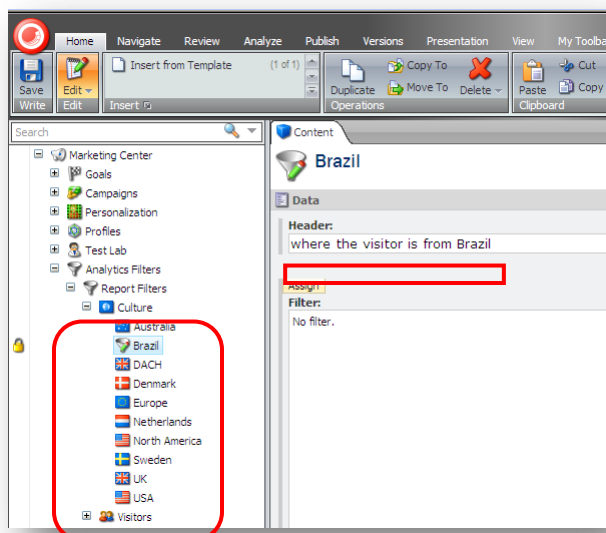 Home Navigate Review Analyze Publish Versions Presentation View My Toolba
Insert from Template (1 of 1) Copy To Cut
Save Edit Duplicate Move To Delete Paste Copy
Write Edit Insert Operations Clipboard
Search
Marketing Center
Goals
Campaigns
Personalization
Profiles
Test Lab
Analytics Filters
Report Filters
Culture
Australia
Brazil
DACH
Denmark
Europe
Netherlands
North America
Sweden
UK
USA
Visitors
Content
Brazil
Data
Header:
where the visitor is from Brazil
Assign
Filter:
No filter.